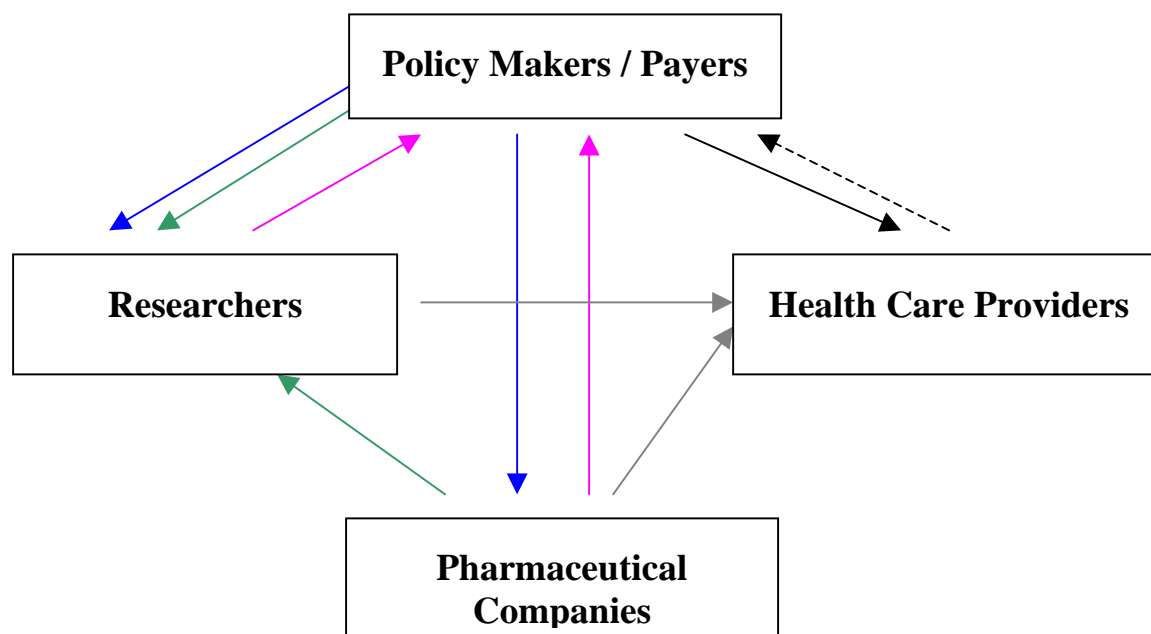 Policy Makers / Payers
Researchers
Health Care Providers
Pharmaceutical
Companies